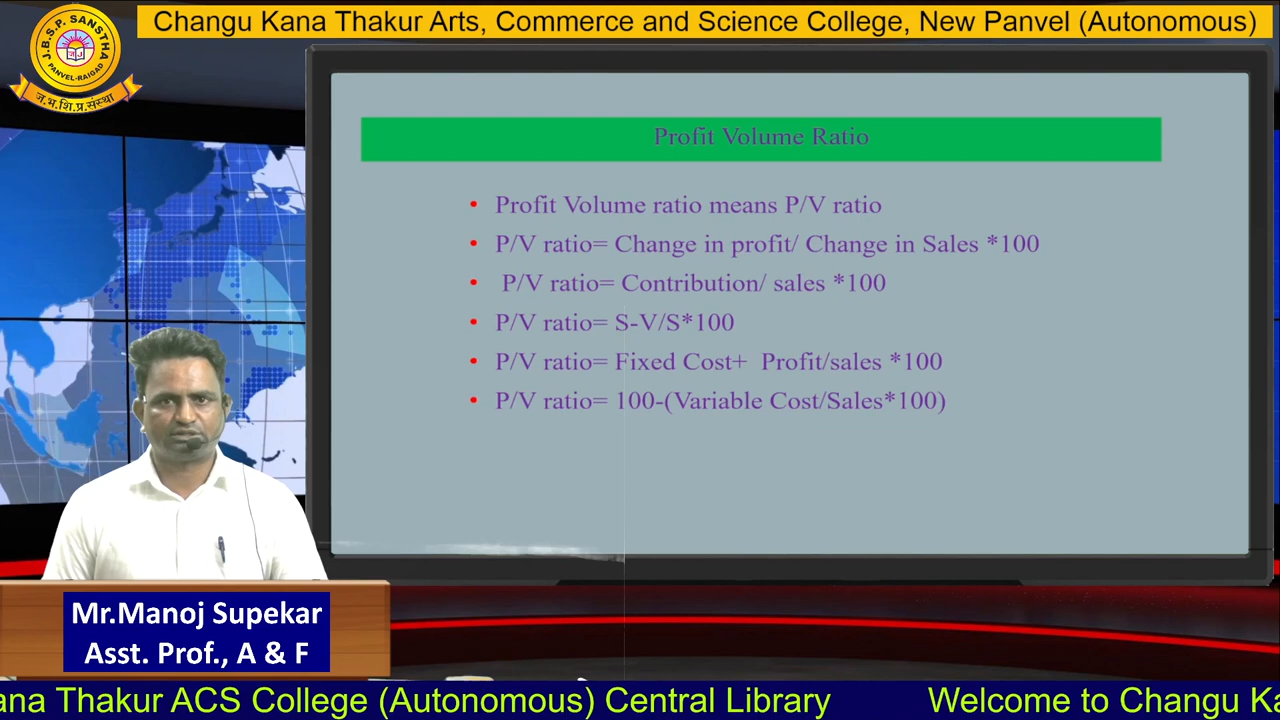 Changu Kana Thakur Arts, Commerce and Science College, New Panvel (Autonomous)
J.B.S.P. SANSTHA
PANVEL-RAIGAD
ज.भ.शि.प्र.संस्था
Profit Volume Ratio
• Profit Volume ratio means P/V ratio
• P/V ratio= Change in profit/ Change in Sales *100
• P/V ratio= Contribution/ sales *100
• P/V ratio= S-V/S*100
• P/V ratio= Fixed Cost+ Profit/sales *100
• P/V ratio= 100-(Variable Cost/Sales*100)
Mr.Manoj Supekar
Asst. Prof., A & F
ana Thakur ACS College (Autonomous) Central Library Welcome to Changu Ka